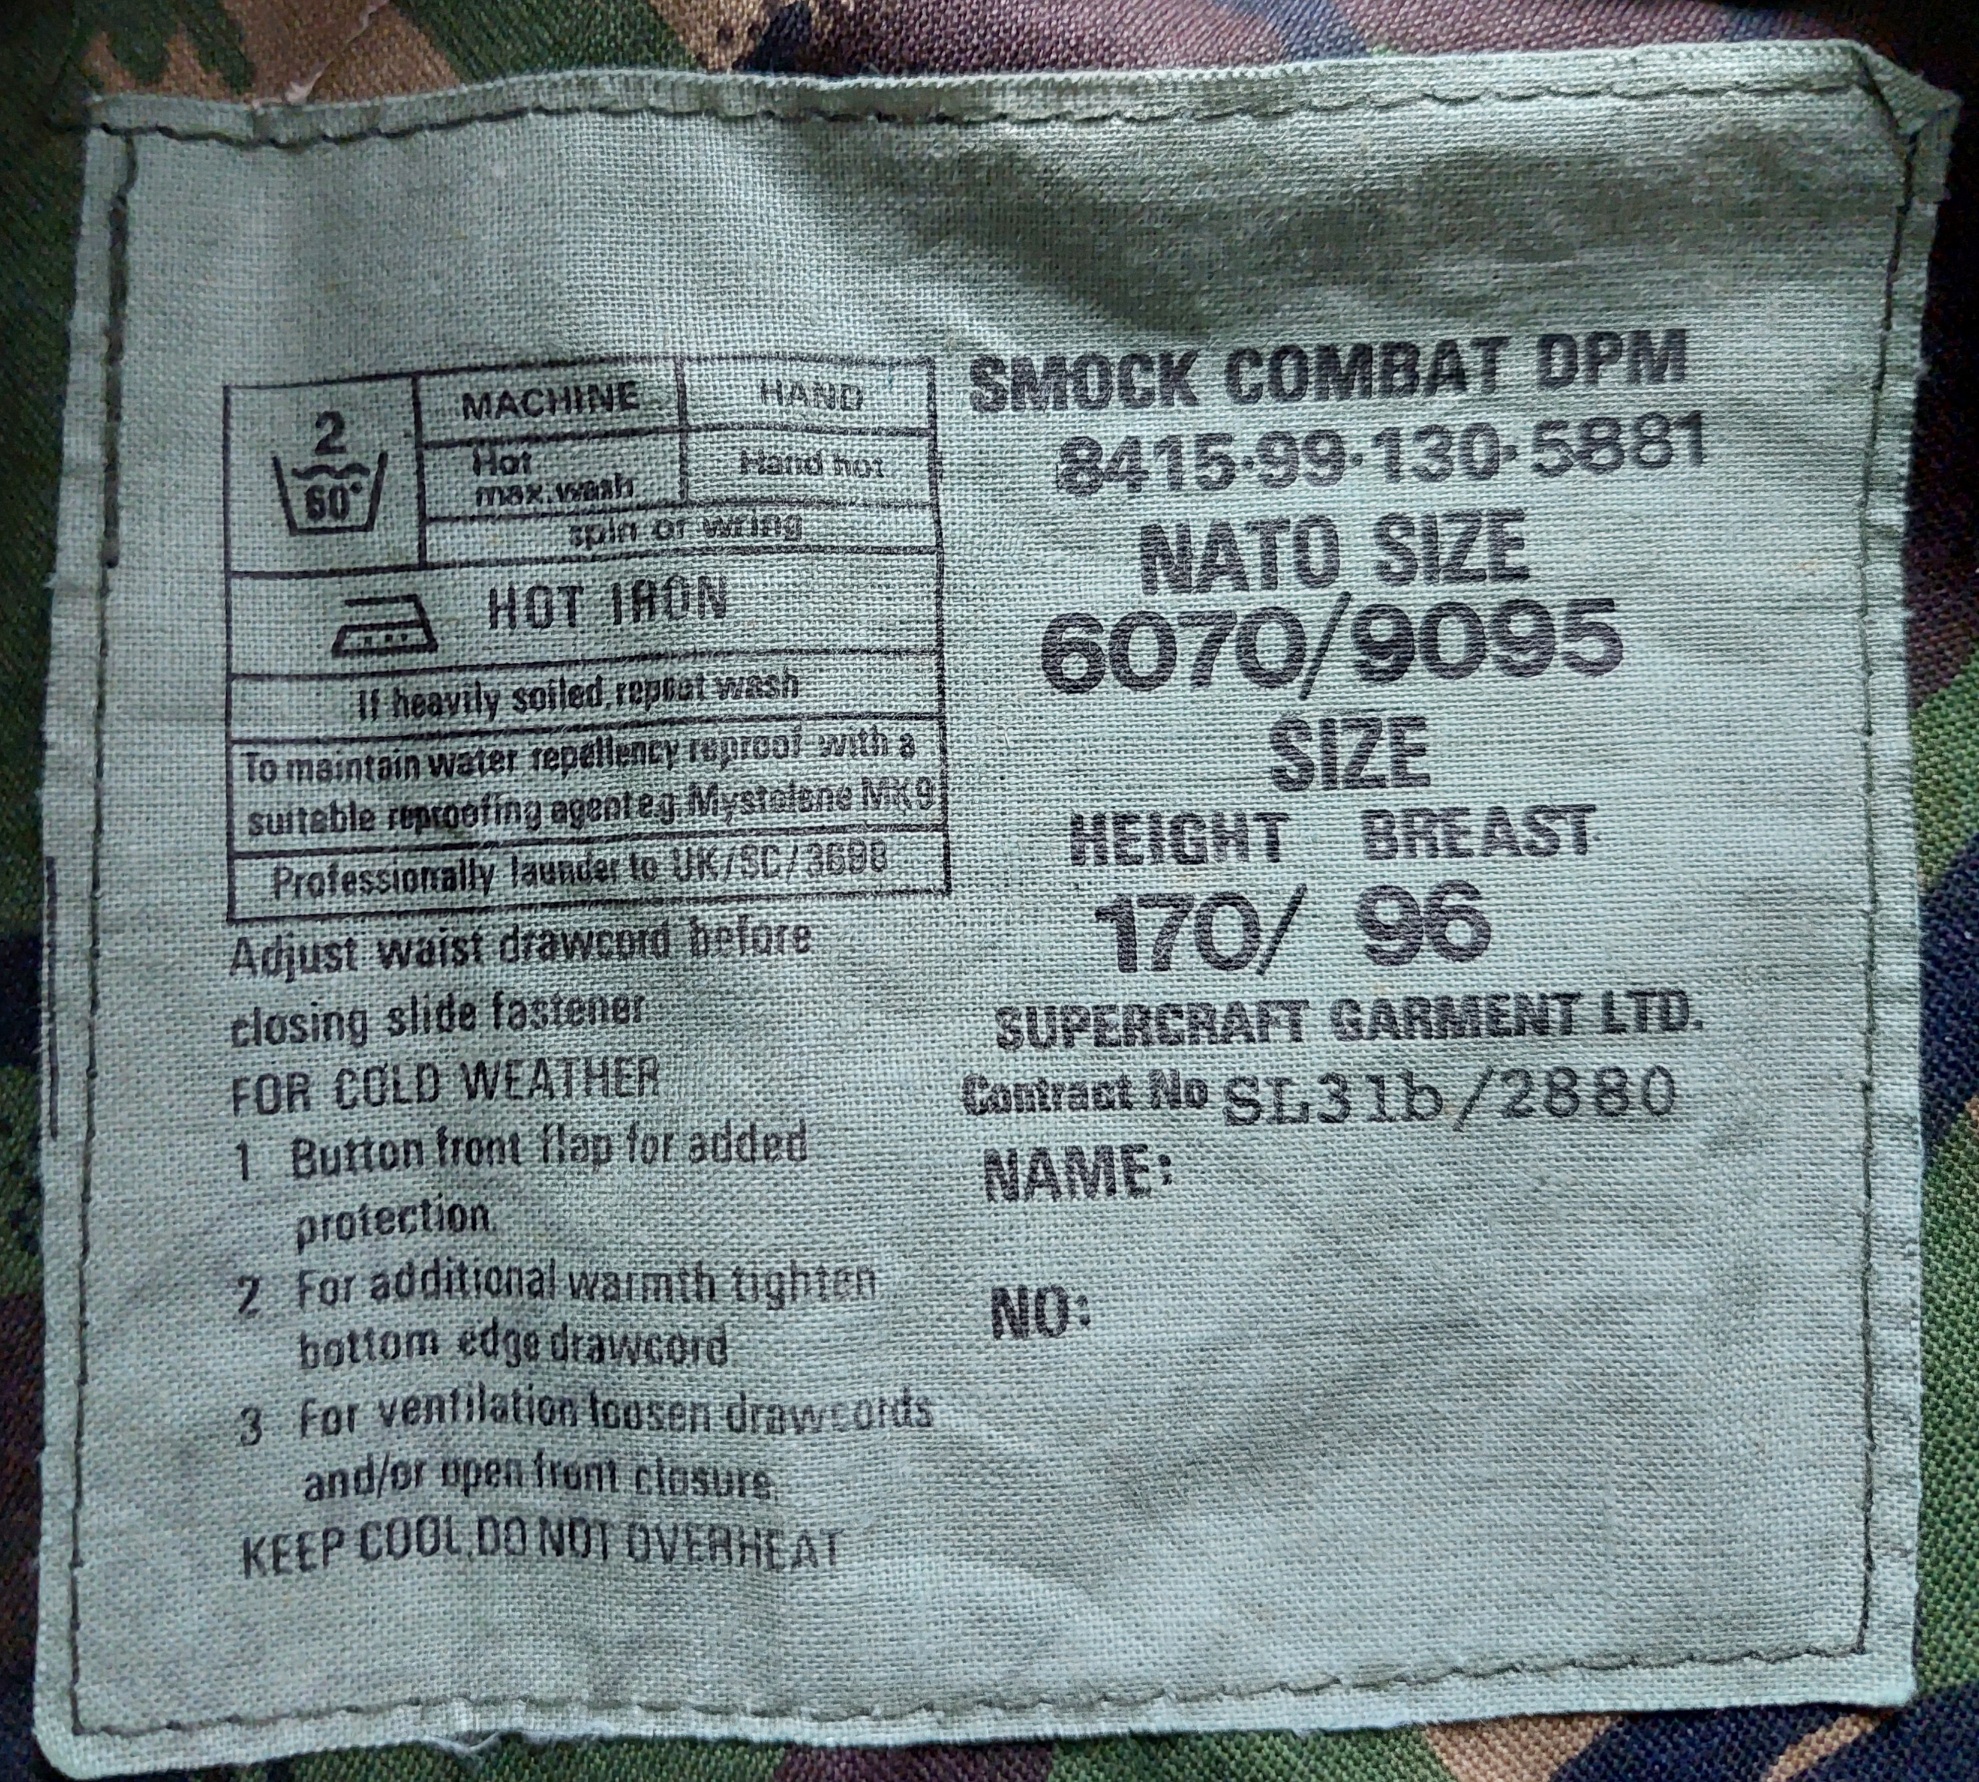 2
60°
MACHINE
HAND
Hot
max.wash
Hand hot
spin or wring
HOT IRON
If heavily soiled, repeat wash
To maintain water repellency reproof with a
suitable reproofing agent e.g. Mystolene MK9
Professionally launder to UK/SC/3688
Adjust waist drawcord before
closing slide fastener
FOR COLD WEATHER
1 Button front flap for added
protection.
2 For additional warmth tighten
bottom edge drawcord
3 For ventilation loosen drawcords
and/or open front closure.
KEEP COOL, DO NOT OVERHEAT
SMOCK COMBAT DPM
8415·99·130·5881
NATO SIZE
6070/9095
SIZE
HEIGHT BREAST
170/ 96
SUPERCRAFT GARMENT LTD.
Contract No SL31b/2880
NAME:
NO: